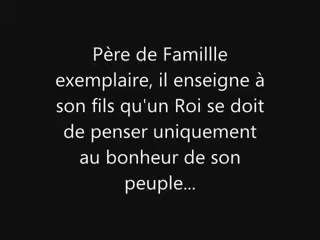 Père de Famillle
exemplaire, il enseigne à
son fils qu'un Roi se doit
de penser uniquement
au bonheur de son
peuple...